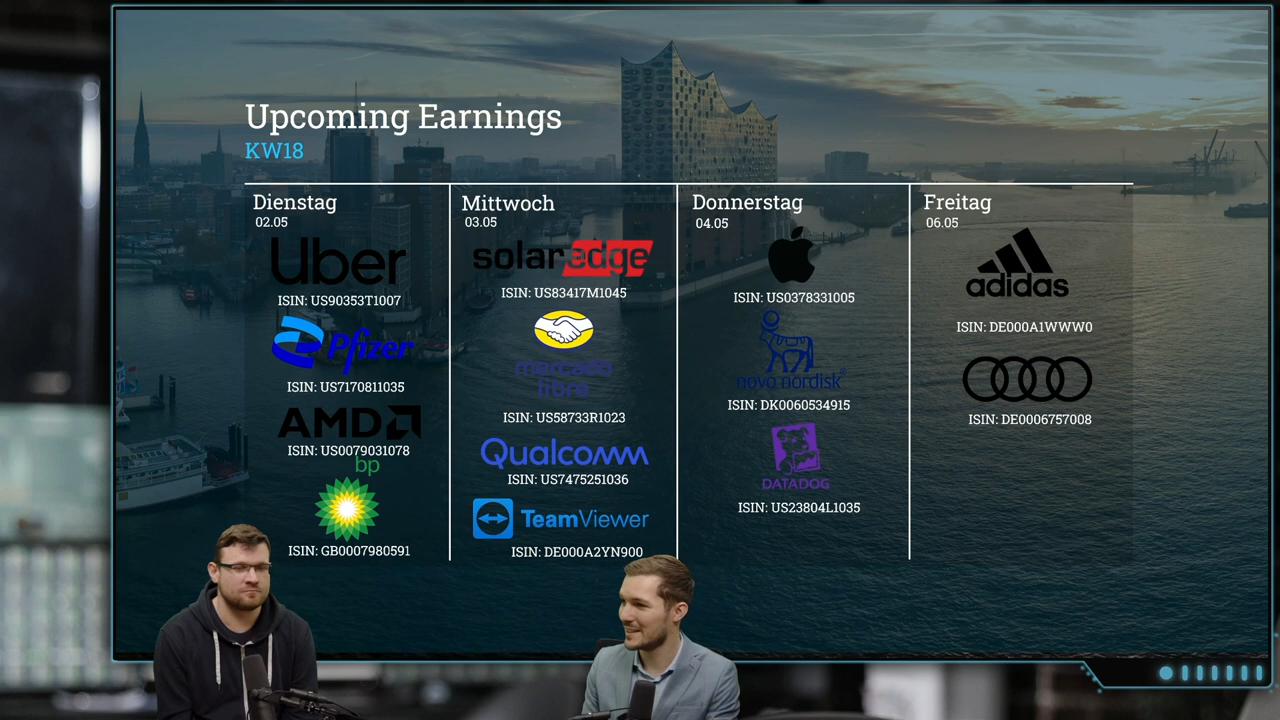 Upcoming Earnings
KW18
Dienstag
02.05
Uber
ISIN: US90353T1007
Pfizer
ISIN: US7170811035
AMD
ISIN: US0079031078
bp
ISIN: GB0007980591
Mittwoch
03.05
solaredge
ISIN: US83417M1045
mercado
libre
ISIN: US58733R1023
Qualcomm
ISIN: US7475251036
TeamViewer
ISIN: DE000A2YN900
Donnerstag
04.05
ISIN: US0378331005
novo nordisk®
ISIN: DK0060534915
DATADOG
ISIN: US23804L1035
Freitag
06.05
adidas
ISIN: DE000A1WWW0
ISIN: DE0006757008